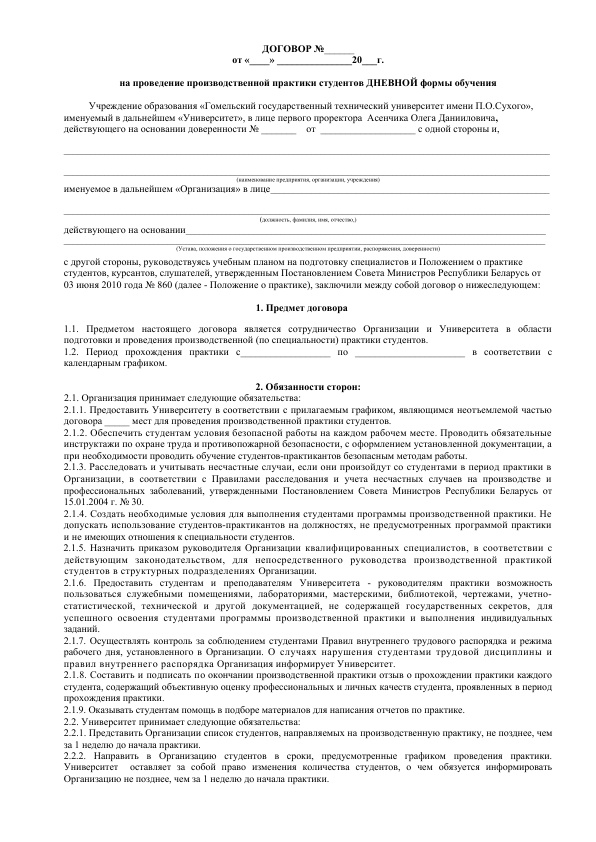 ДОГОВОР №______
от «____» _______________20___г.
на проведение производственной практики студентов ДНЕВНОЙ формы обучения
Учреждение образования «Гомельский государственный технический университет имени П.О.Сухого»,
именуемый в дальнейшем «Университет», в лице первого проректора Асенчика Олега Данииловича,
действующего на основании доверенности № _______ от ___________________ с одной стороны и,
(наименование предприятия, организации, учреждения)
именуемое в дальнейшем «Организация» в лице
(должность, фамилия, имя, отчество,)
действующего на основании
(Устава, положения о государственном производственном предприятии, распоряжения, доверенности)
с другой стороны, руководствуясь учебным планом на подготовку специалистов и Положением о практике
студентов, курсантов, слушателей, утвержденным Постановлением Совета Министров Республики Беларусь от
03 июня 2010 года № 860 (далее - Положение о практике), заключили между собой договор о нижеследующем:
1. Предмет договора
1.1. Предметом настоящего договора является сотрудничество Организации и Университета в области
подготовки и проведения производственной (по специальности) практики студентов.
1.2. Период прохождения практики с__________________ по ______________________ в соответствии с
календарным графиком.
2. Обязанности сторон:
2.1. Организация принимает следующие обязательства:
2.1.1. Предоставить Университету в соответствии с прилагаемым графиком, являющимся неотъемлемой частью
договора _____ мест для проведения производственной практики студентов.
2.1.2. Обеспечить студентам условия безопасной работы на каждом рабочем месте. Проводить обязательные
инструктажи по охране труда и противопожарной безопасности, с оформлением установленной документации, а
при необходимости проводить обучение студентов-практикантов безопасным методам работы.
2.1.3. Расследовать и учитывать несчастные случаи, если они произойдут со студентами в период практики в
Организации, в соответствии с Правилами расследования и учета несчастных случаев на производстве и
профессиональных заболеваний, утвержденными Постановлением Совета Министров Республики Беларусь от
15.01.2004 г. № 30.
2.1.4. Создать необходимые условия для выполнения студентами программы производственной практики. Не
допускать использование студентов-практикантов на должностях, не предусмотренных программой практики
и не имеющих отношения к специальности студентов.
2.1.5. Назначить приказом руководителя Организации квалифицированных специалистов, в соответствии с
действующим законодательством, для непосредственного руководства производственной практикой
студентов в структурных подразделениях Организации.
2.1.6. Предоставить студентам и преподавателям Университета - руководителям практики возможность
пользоваться служебными помещениями, лабораториями, мастерскими, библиотекой, чертежами, учетно-
статистической, технической и другой документацией, не содержащей государственных секретов, для
успешного освоения студентами программы производственной практики и выполнения индивидуальных
заданий.
2.1.7. Осуществлять контроль за соблюдением студентами Правил внутреннего трудового распорядка и режима
рабочего дня, установленного в Организации. О случаях нарушения студентами трудовой дисциплины и
правил внутреннего распорядка Организация информирует Университет.
2.1.8. Составить и подписать по окончании производственной практики отзыв о прохождении практики каждого
студента, содержащий объективную оценку профессиональных и личных качеств студента, проявленных в период
прохождения практики.
2.1.9. Оказывать студентам помощь в подборе материалов для написания отчетов по практике.
2.2. Университет принимает следующие обязательства:
2.2.1. Представить Организации список студентов, направляемых на производственную практику, не позднее, чем
за 1 неделю до начала практики.
2.2.2. Направить в Организацию студентов в сроки, предусмотренные графиком проведения практики.
Университет оставляет за собой право изменения количества студентов, о чем обязуется информировать
Организацию не позднее, чем за 1 неделю до начала практики.